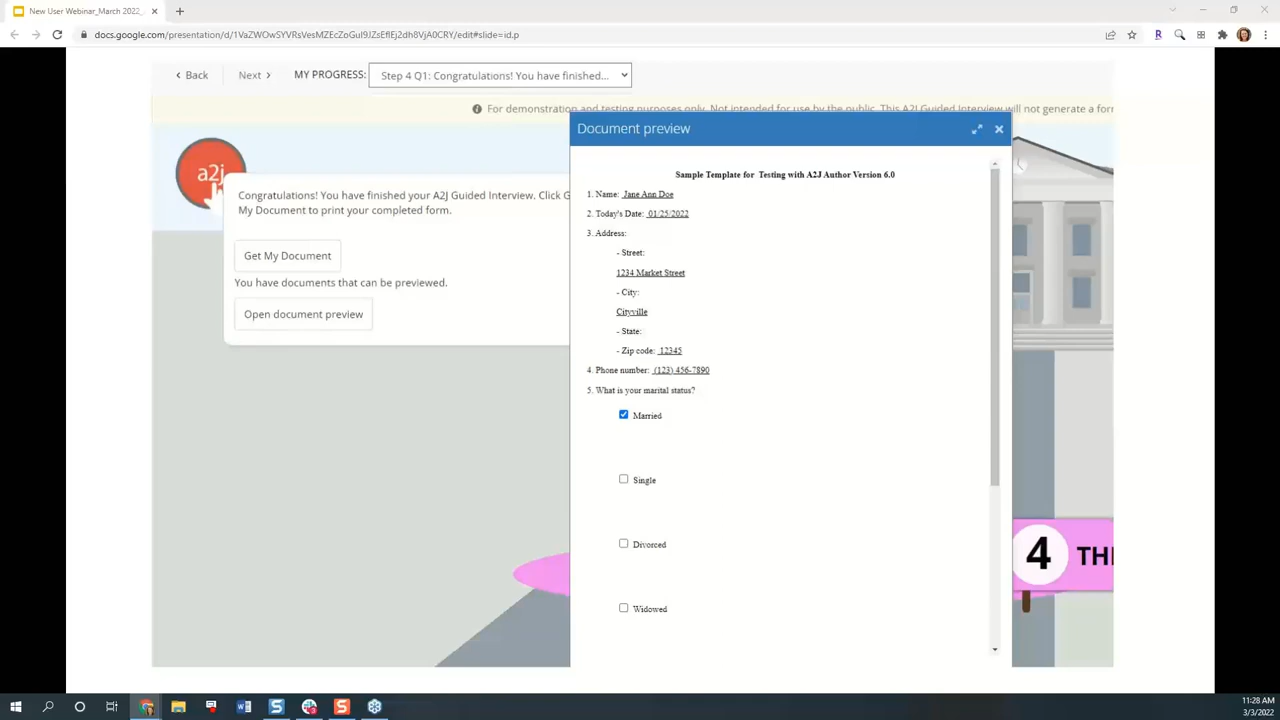 New User Webinar_March 2022_
docs.google.com/presentation/d/1VaZWOwSYVRsVesMZEcZoGuI9JZsEflEj2dh8VjA0CRY/edit#slide=id.p
Back
Next
MY PROGRESS:
Step 4 Q1: Congratulations! You have finished...
For demonstration and testing purposes only. Not intended for use by the public. This A2J Guided Interview will not generate a form
a2j
Congratulations! You have finished your A2J Guided Interview. Click G
My Document to print your completed form.
Get My Document
You have documents that can be previewed.
Open document preview
Document preview
Sample Template for Testing with A2J Author Version 6.0
1. Name: Jane Ann Doe
2. Today's Date: 01/25/2022
3. Address:
- Street:
1234 Market Street
- City:
Cityville
- State:
- Zip code: 12345
4. Phone number: (123) 456-7890
5. What is your marital status?
Married
Single
Divorced
Widowed
4 TH
11:28 AM
3/3/2022